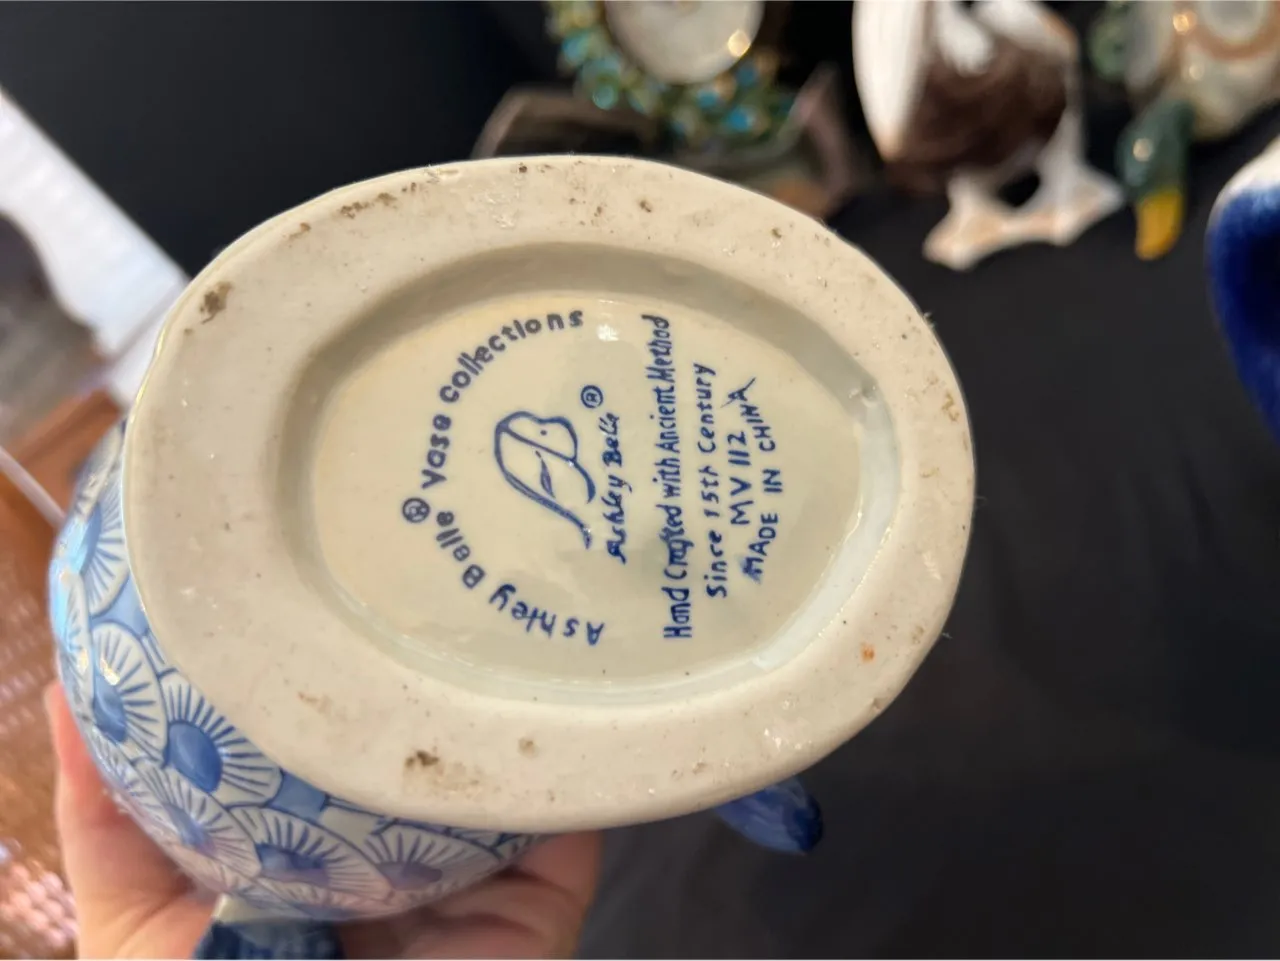 Ashley Belle ® Vase collections
AB
Ashley Belle ®
Hand Crafted with Ancient Method
Since 15th Century
MV 112
MADE IN CHINA